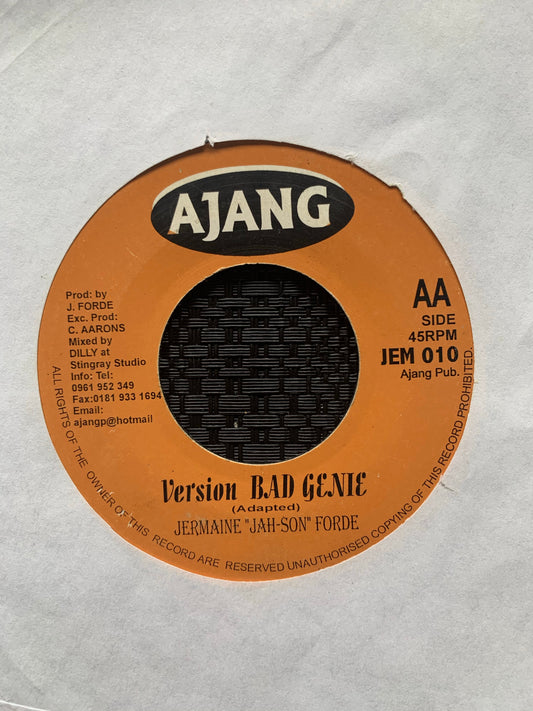 AJANG
Prod: by
J. FORDE
Exc. Prod:
C. AARONS
Mixed by
DILLY at
Stingray Studio
Info: Tel:
0961 952 349
Fax:0181 933 1694
Email:
ajangp@hotmail
AA
SIDE
45RPM
JEM 010
Ajang Pub.
Version BAD GENIE
(Adapted)
JERMAINE "JAH-SON" FORDE
ALL RIGHTS OF THE OWNER OF THIS RECORD ARE RESERVED UNAUTHORISED COPYING OF THIS RECORD PROHIBITED.